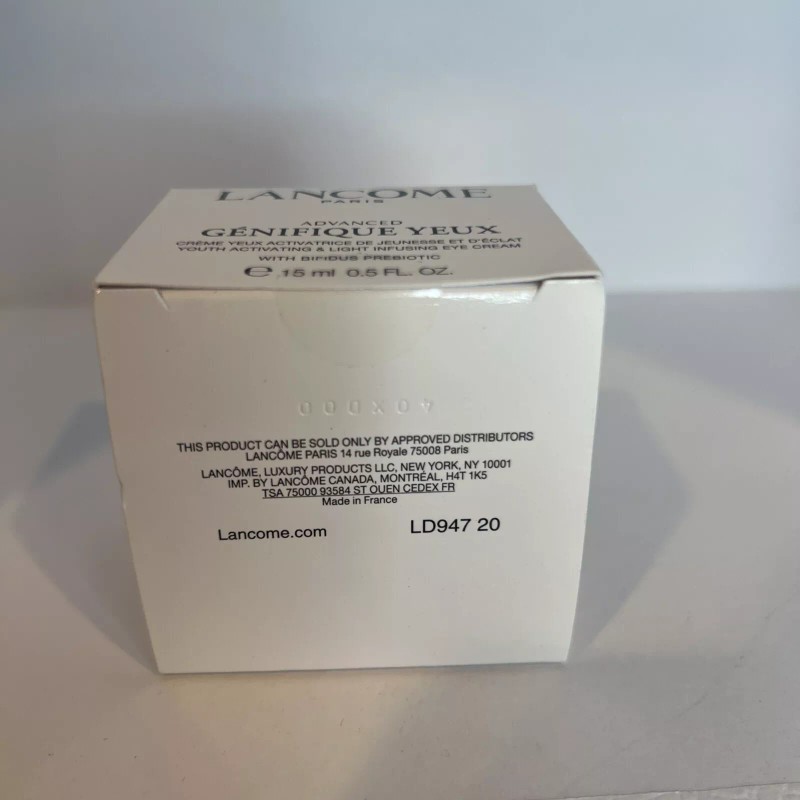 LANCÔME
PARIS
ADVANCED
GÉNIFIQUE YEUX
CRÈME YEUX ACTIVATRICE DE JEUNESSE ET D'ÉCLAT
YOUTH ACTIVATING & LIGHT INFUSING EYE CREAM
WITH BIFIDUS PREBIOTIC
℮ 15 ml 0.5 FL. OZ.
40X000
THIS PRODUCT CAN BE SOLD ONLY BY APPROVED DISTRIBUTORS
LANCÔME PARIS 14 rue Royale 75008 Paris
LANCÔME, LUXURY PRODUCTS LLC, NEW YORK, NY 10001
IMP. BY LANCÔME CANADA, MONTRÉAL, H4T 1K5
TSA 75000 93584 ST OUEN CEDEX FR
Made in France
Lancome.com LD947 20